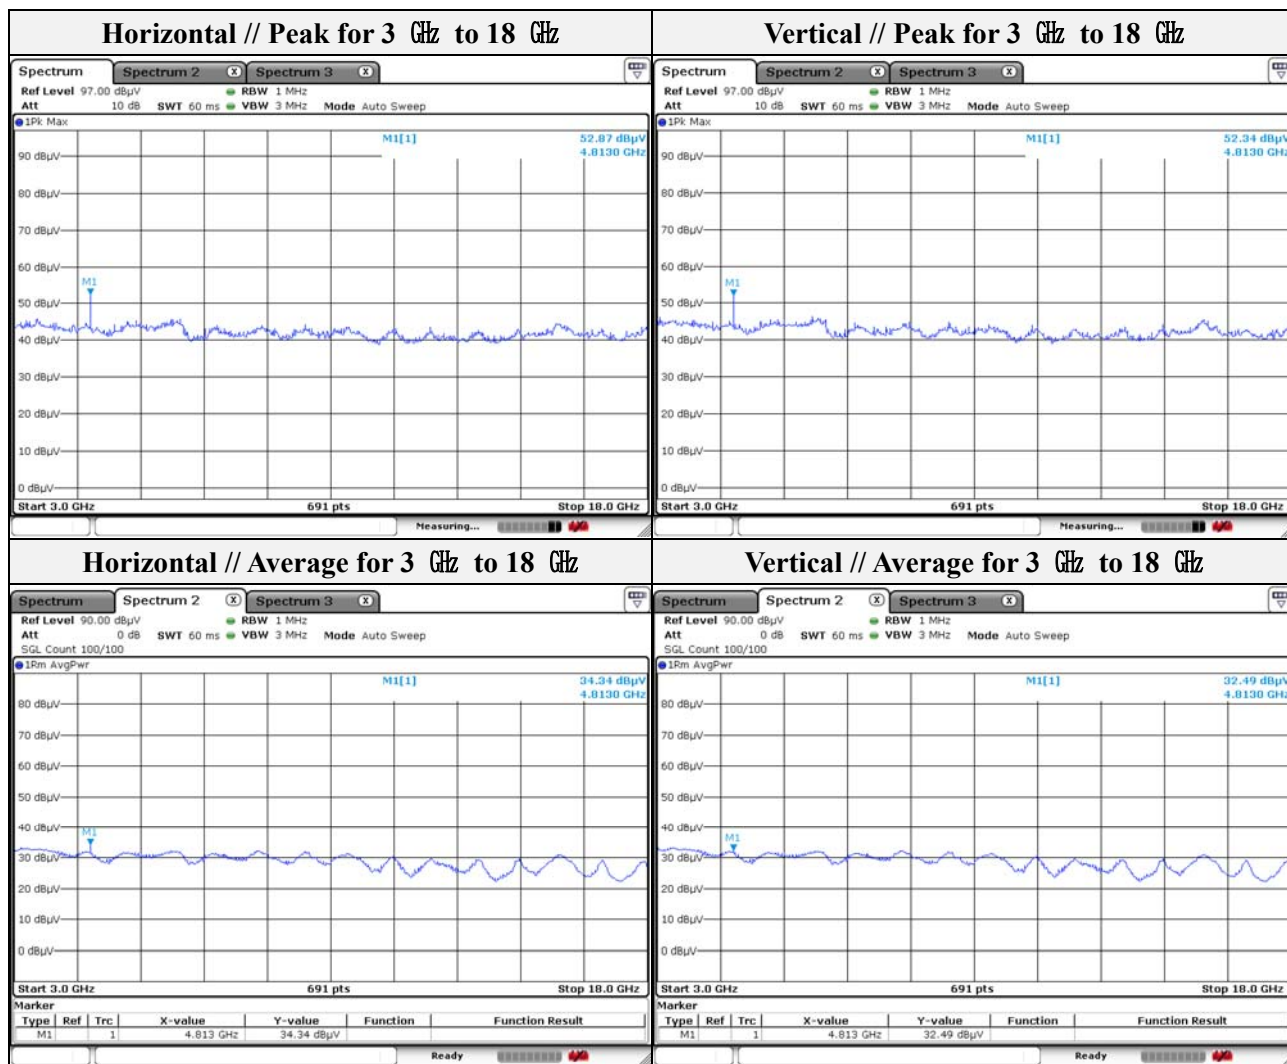 Horizontal // Peak for 3 ㎓ to 18 ㎓
Spectrum Spectrum 2 X Spectrum 3 X
Ref Level 97.00 dBµV RBW 1 MHz
Att 10 dB SWT 60 ms VBW 3 MHz Mode Auto Sweep
1Pk Max
M1[1] 52.87 dBµV
4.8130 GHz
90 dBµV
80 dBµV
70 dBµV
60 dBµV
M1
50 dBµV
40 dBµV
30 dBµV
20 dBµV
10 dBµV
0 dBµV
Start 3.0 GHz 691 pts Stop 18.0 GHz
Measuring...
Vertical // Peak for 3 ㎓ to 18 ㎓
Spectrum Spectrum 2 X Spectrum 3 X
Ref Level 97.00 dBµV RBW 1 MHz
Att 10 dB SWT 60 ms VBW 3 MHz Mode Auto Sweep
1Pk Max
M1[1] 52.34 dBµV
4.8130 GHz
90 dBµV
80 dBµV
70 dBµV
60 dBµV
M1
50 dBµV
40 dBµV
30 dBµV
20 dBµV
10 dBµV
0 dBµV
Start 3.0 GHz 691 pts Stop 18.0 GHz
Measuring...
Horizontal // Average for 3 ㎓ to 18 ㎓
Spectrum Spectrum 2 X Spectrum 3 X
Ref Level 90.00 dBµV RBW 1 MHz
Att 0 dB SWT 60 ms VBW 3 MHz Mode Auto Sweep
SGL Count 100/100
1Rm AvgPwr
M1[1] 34.34 dBµV
4.8130 GHz
80 dBµV
70 dBµV
60 dBµV
50 dBµV
40 dBµV
M1
30 dBµV
20 dBµV
10 dBµV
0 dBµV
Start 3.0 GHz 691 pts Stop 18.0 GHz
Marker
Type Ref Trc X-value Y-value Function Function Result
M1 1 4.813 GHz 34.34 dBµV
Ready
Vertical // Average for 3 ㎓ to 18 ㎓
Spectrum Spectrum 2 X Spectrum 3 X
Ref Level 90.00 dBµV RBW 1 MHz
Att 0 dB SWT 60 ms VBW 3 MHz Mode Auto Sweep
SGL Count 100/100
1Rm AvgPwr
M1[1] 32.49 dBµV
4.8130 GHz
80 dBµV
70 dBµV
60 dBµV
50 dBµV
40 dBµV
M1
30 dBµV
20 dBµV
10 dBµV
0 dBµV
Start 3.0 GHz 691 pts Stop 18.0 GHz
Marker
Type Ref Trc X-value Y-value Function Function Result
M1 1 4.813 GHz 32.49 dBµV
Ready